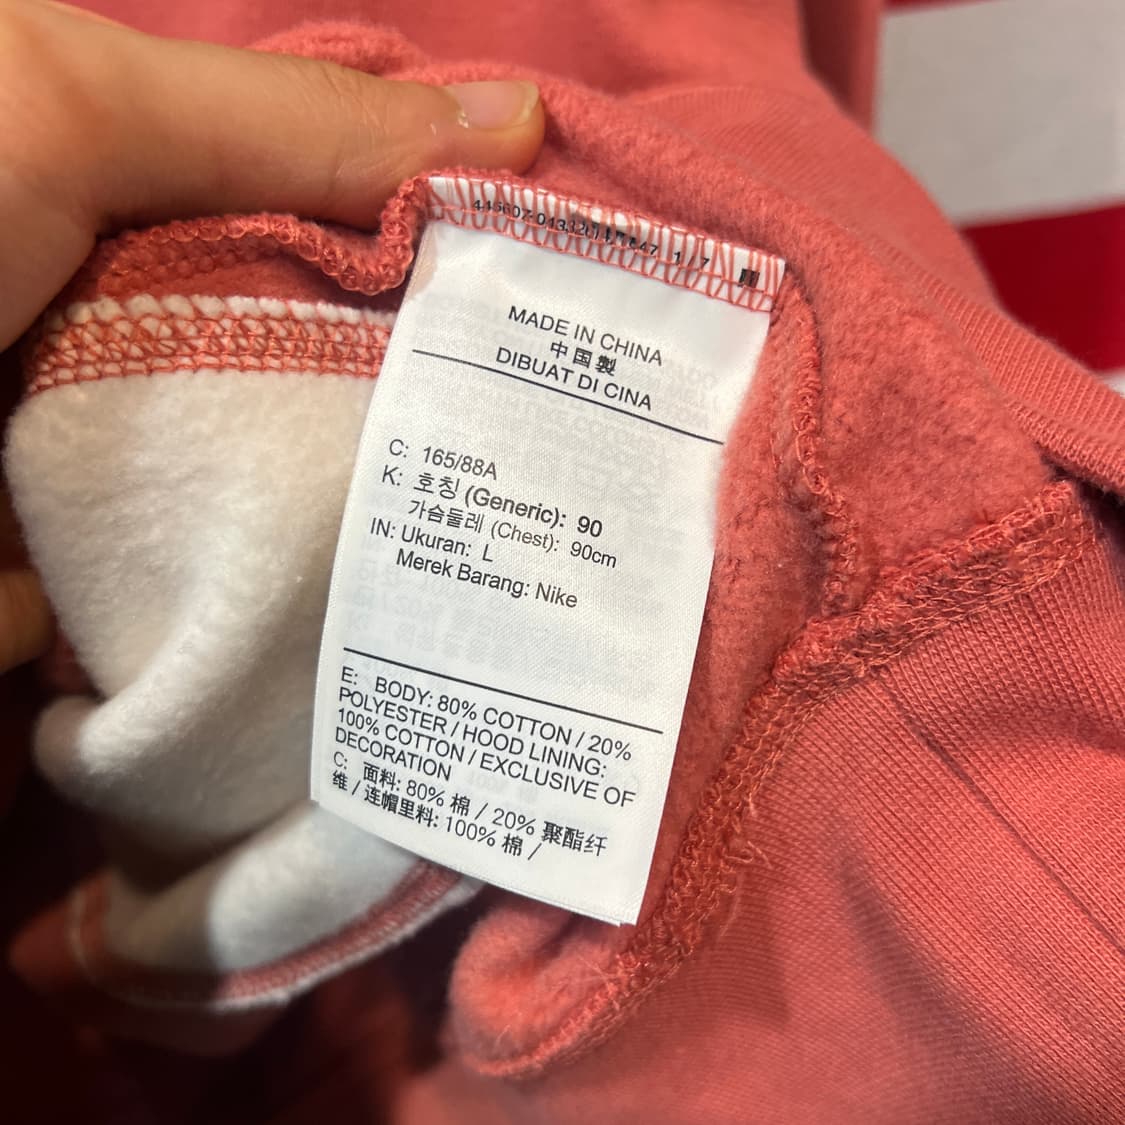 MADE IN CHINA
中国製
DIBUAT DI CINA
C: 165/88A
K: 호칭 (Generic): 90
가슴둘레 (Chest): 90cm
IN: Ukuran: L
Merek Barang: Nike
E: BODY: 80% COTTON / 20%
POLYESTER / HOOD LINING:
100% COTTON / EXCLUSIVE OF
DECORATION
C: 面料: 80% 棉 / 20% 聚酯纤
维 / 连帽里料: 100% 棉 /